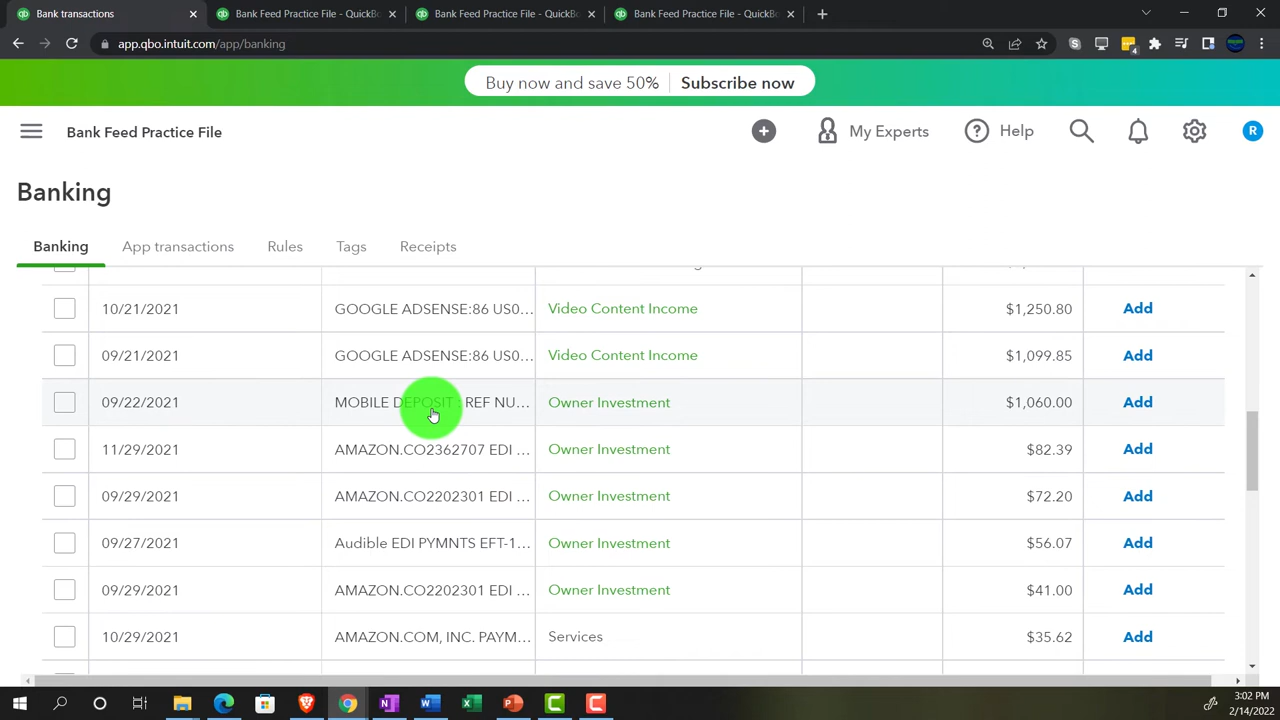 Bank transactions
Bank Feed Practice File - QuickBo
Bank Feed Practice File - QuickBo
Bank Feed Practice File - QuickBo
app.qbo.intuit.com/app/banking
4
Buy now and save 50% Subscribe now
Bank Feed Practice File
My Experts
Help
R
Banking
Banking App transactions Rules Tags Receipts
10/21/2021 GOOGLE ADSENSE:86 US0... Video Content Income $1,250.80 Add
09/21/2021 GOOGLE ADSENSE:86 US0... Video Content Income $1,099.85 Add
09/22/2021 MOBILE DEPOSIT : REF NU... Owner Investment $1,060.00 Add
11/29/2021 AMAZON.CO2362707 EDI ... Owner Investment $82.39 Add
09/29/2021 AMAZON.CO2202301 EDI ... Owner Investment $72.20 Add
09/27/2021 Audible EDI PYMNTS EFT-1... Owner Investment $56.07 Add
09/29/2021 AMAZON.CO2202301 EDI ... Owner Investment $41.00 Add
10/29/2021 AMAZON.COM, INC. PAYM... Services $35.62 Add
3:02 PM
2/14/2022